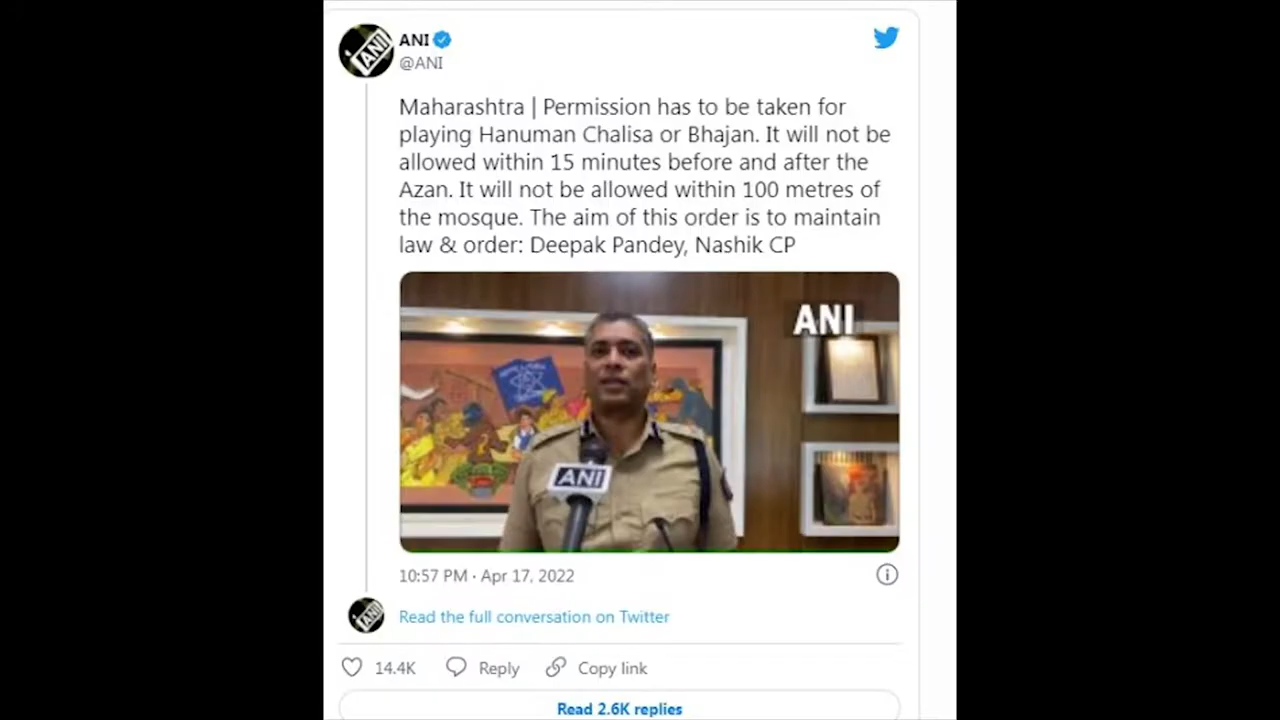 ANI
@ANI
Maharashtra | Permission has to be taken for
playing Hanuman Chalisa or Bhajan. It will not be
allowed within 15 minutes before and after the
Azan. It will not be allowed within 100 metres of
the mosque. The aim of this order is to maintain
law & order: Deepak Pandey, Nashik CP
ANI
ANI
10:57 PM · Apr 17, 2022
Read the full conversation on Twitter
14.4K Reply Copy link
Read 2.6K replies